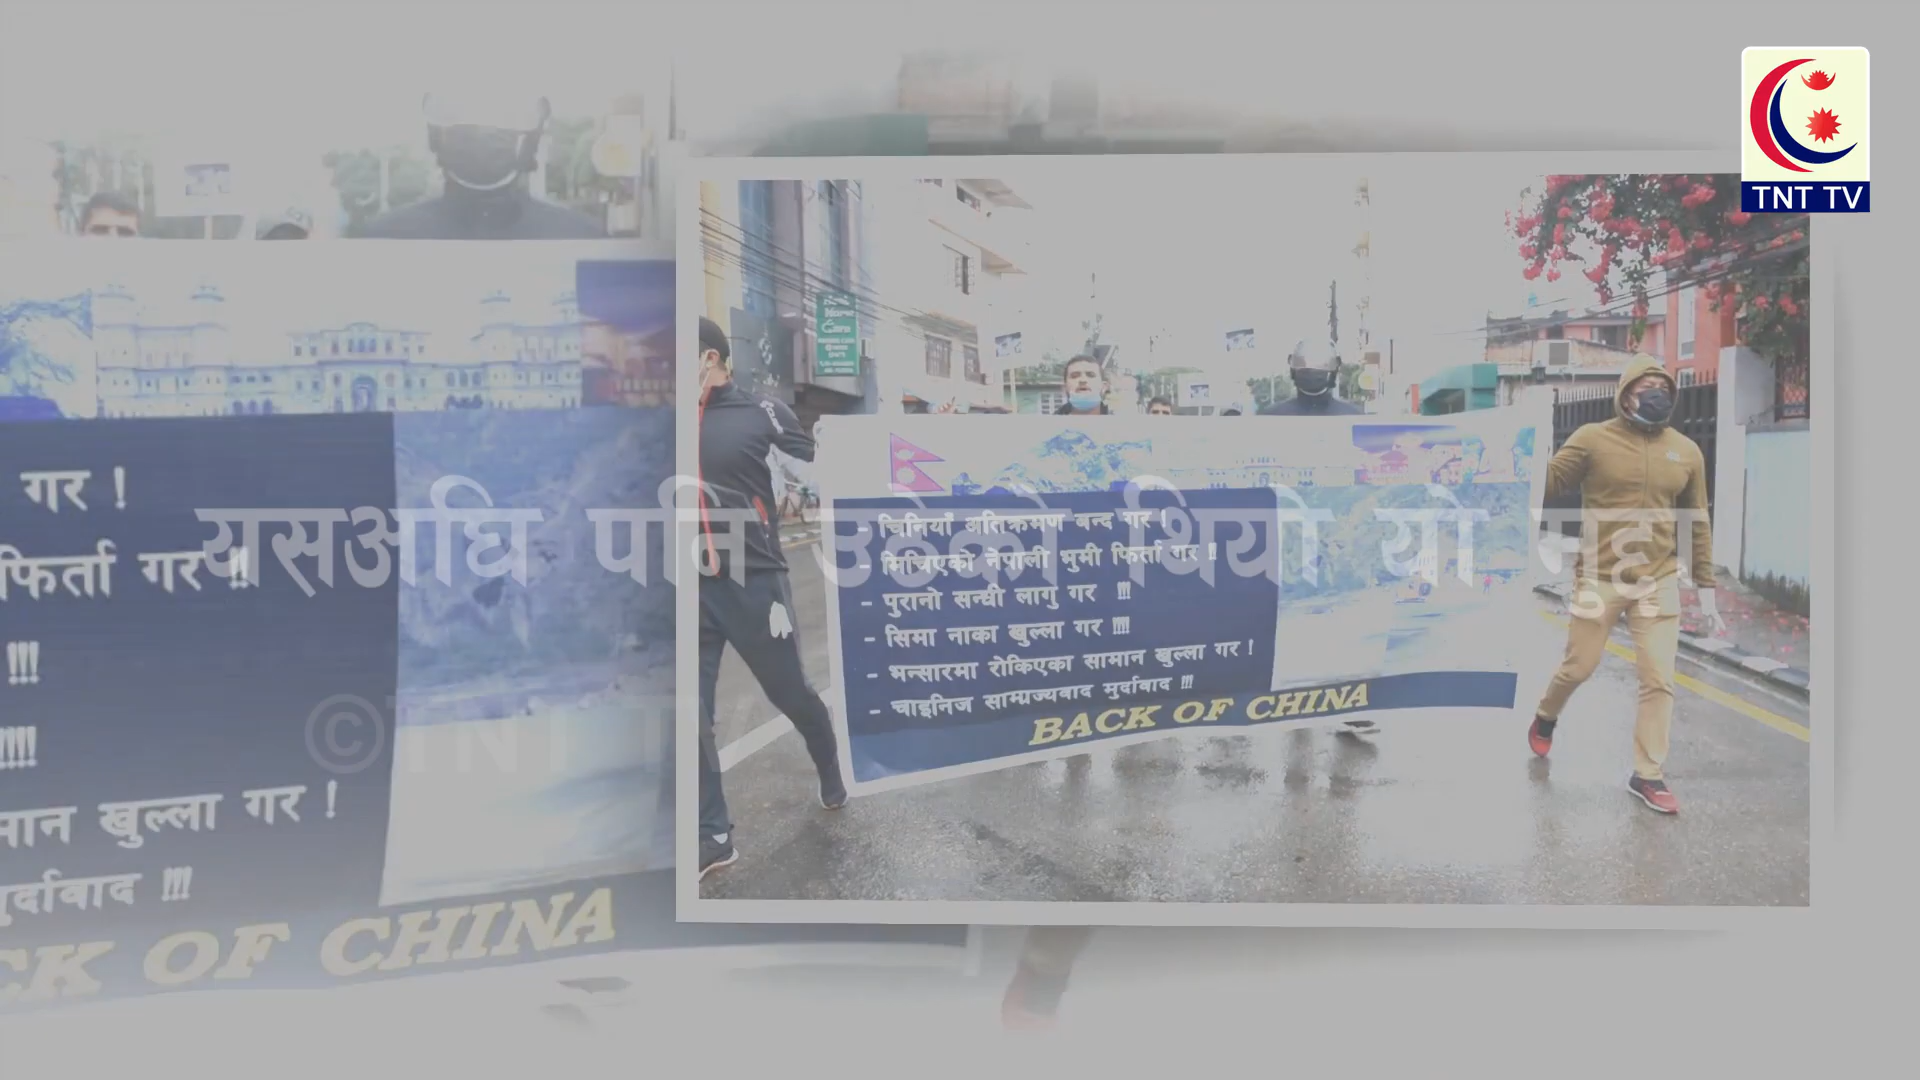 TNT TV
यसअघि पनि उठेको थियो यो मुद्दा
- चिनियाँ अतिक्रमण बन्द गर !
- मिचिएको नेपाली भुमी फिर्ता गर !!
- पुरानो सन्धी लागु गर !!!
- सिमा नाका खुल्ला गर !!!!
- भन्सारमा रोकिएका सामान खुल्ला गर !
- चाइनिज साम्राज्यवाद मुर्दावाद !!!
BACK OF CHINA
गर !
फिर्ता गर !!
!!!
!!!!
मान खुल्ला गर !
मुर्दावाद !!!
CK OF CHINA
©TNT TV